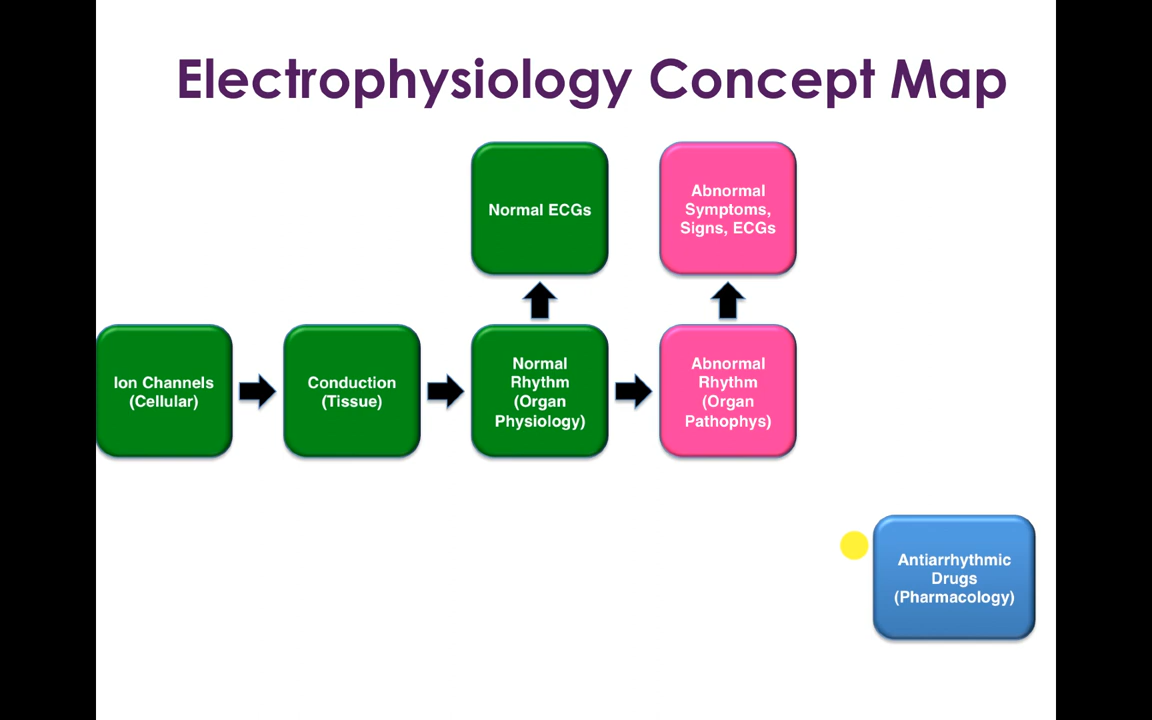 Electrophysiology Concept Map
Normal ECGs
Abnormal
Symptoms,
Signs, ECGs
Ion Channels
(Cellular)
Conduction
(Tissue)
Normal
Rhythm
(Organ
Physiology)
Abnormal
Rhythm
(Organ
Pathophys)
Antiarrhythmic
Drugs
(Pharmacology)